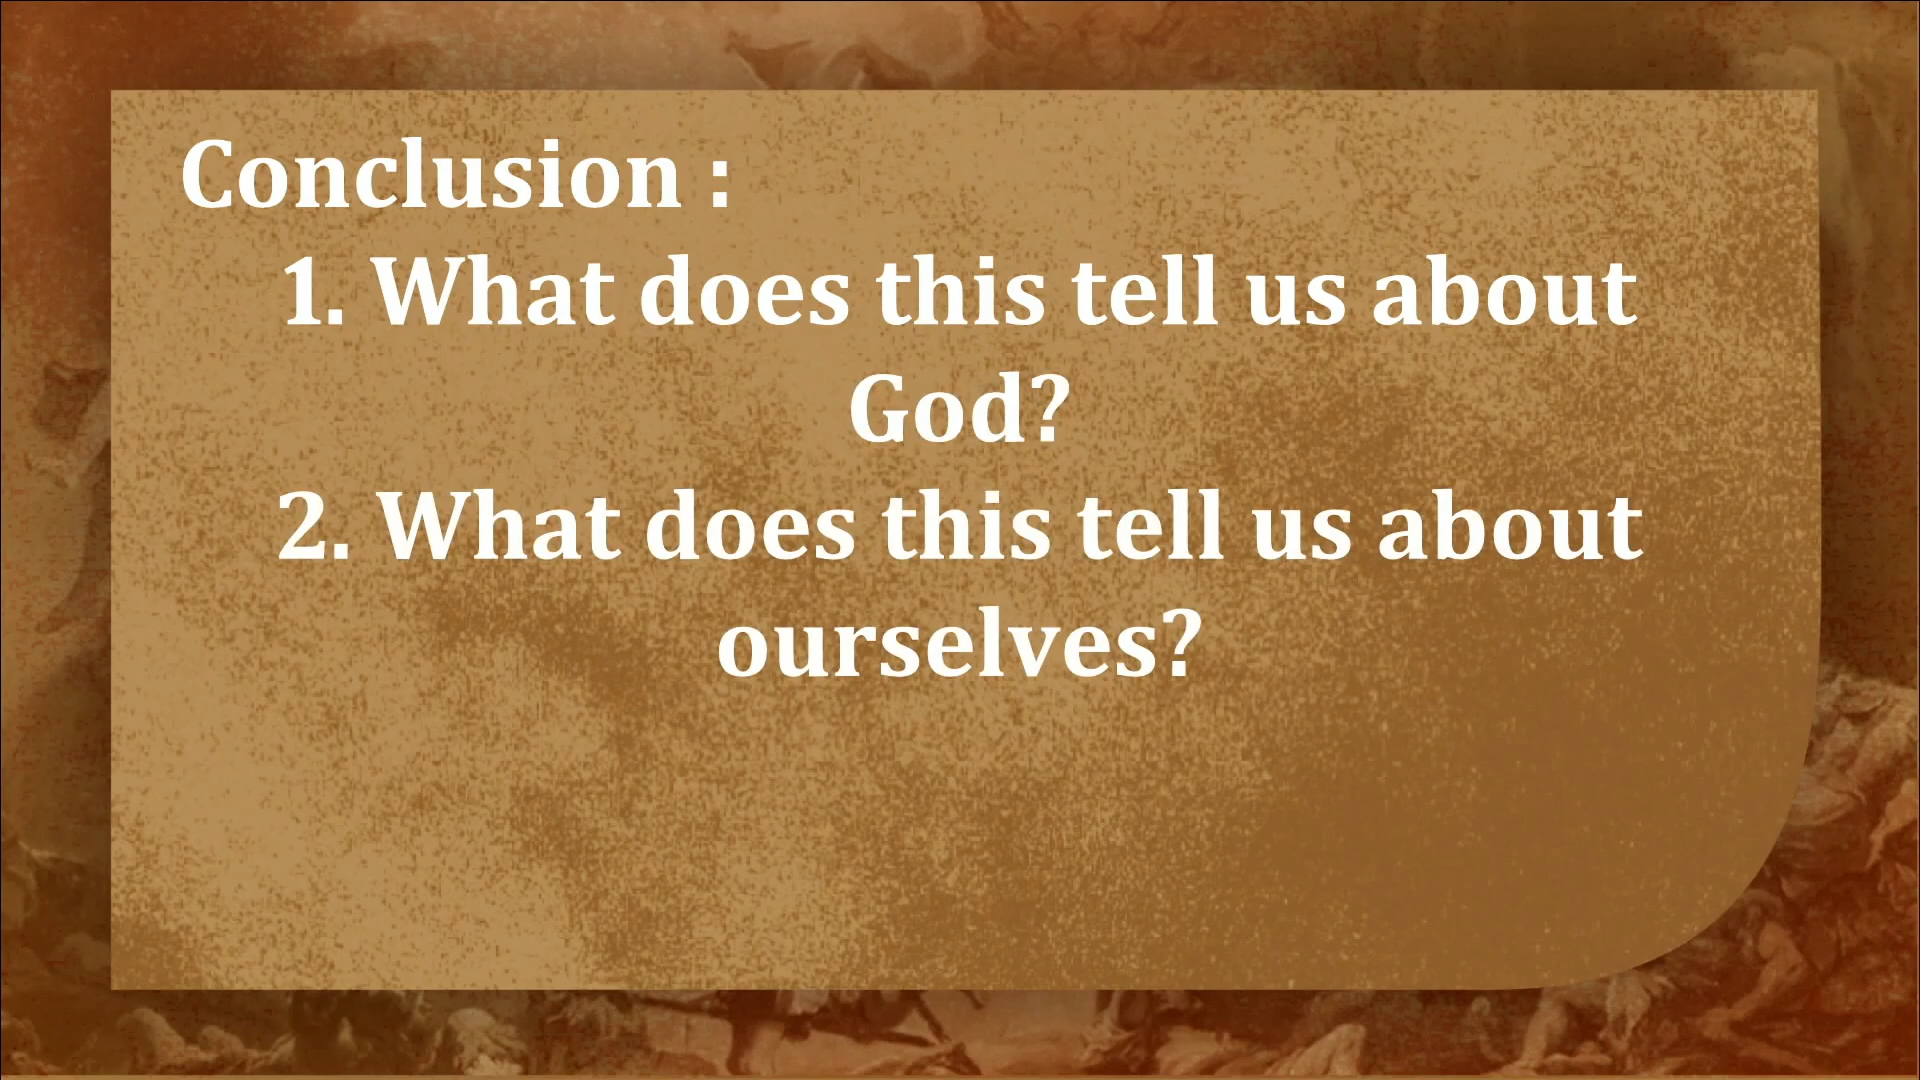 Conclusion :
1. What does this tell us about
God?
2. What does this tell us about
ourselves?